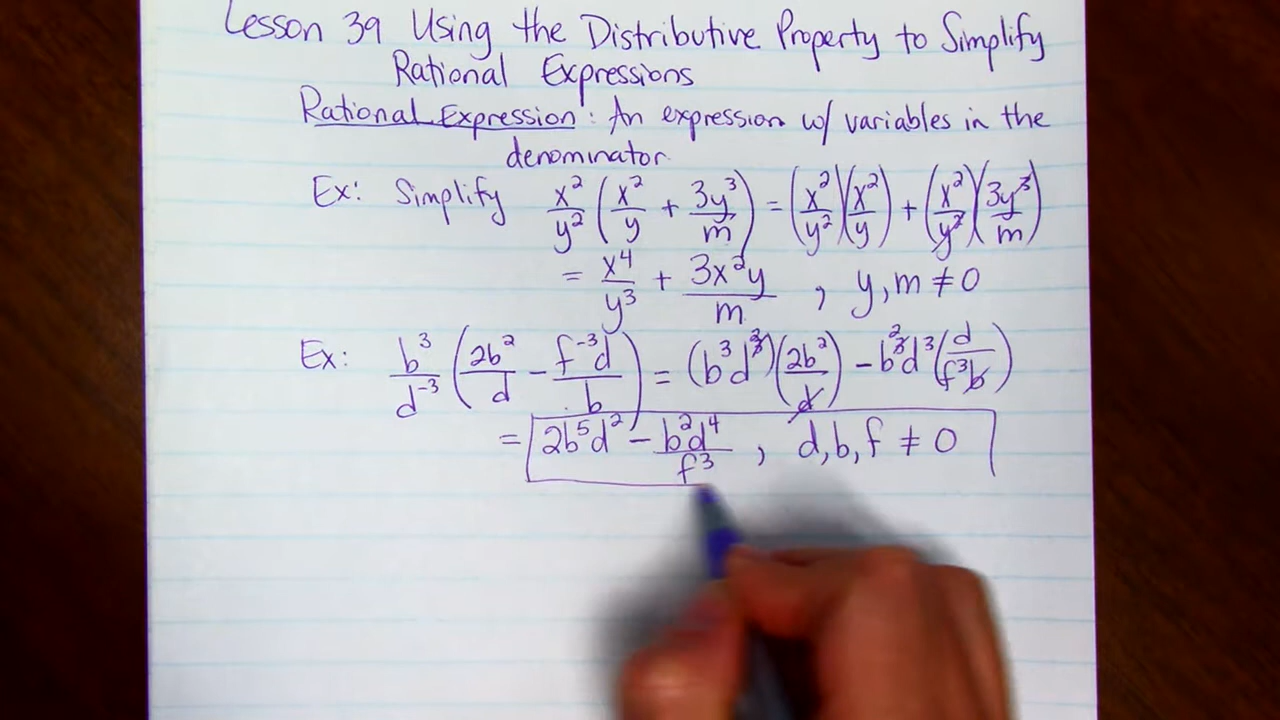 Lesson 39 Using the Distributive Property to Simplify
Rational Expressions
Rational Expression: An expression w/ variables in the
denominator.
Ex: Simplify x²/y² (x²/y + 3y³/m) = (x²/y²)(x²/y) + (x²/y²)(3y³/m)
= x⁴/y³ + 3x²y/m , y, m ≠ 0
Ex: b³/d⁻³ (2b²/d - f⁻³d/b) = (b³d³²)(2b²/d) - b³²d³(d/f³b)
= 2b⁵d² - b²d⁴/f³ , d, b, f ≠ 0